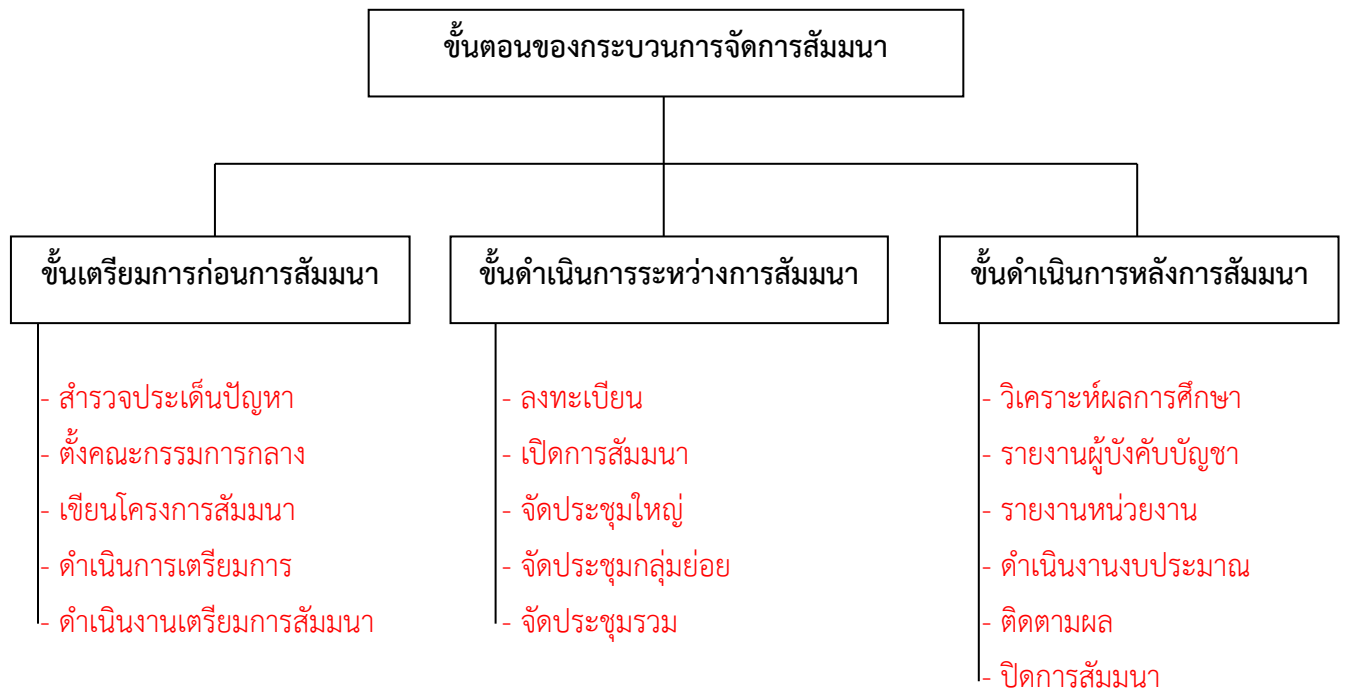 ขั้นตอนของกระบวนการจัดการสัมมนา
ขั้นเตรียมการก่อนการสัมมนา
- สำรวจประเด็นปัญหา
- ตั้งคณะกรรมการกลาง
- เขียนโครงการสัมมนา
- ดำเนินการเตรียมการ
- ดำเนินงานเตรียมการสัมมนา
ขั้นดำเนินการระหว่างการสัมมนา
- ลงทะเบียน
- เปิดการสัมมนา
- จัดประชุมใหญ่
- จัดประชุมกลุ่มย่อย
- จัดประชุมรวม
ขั้นดำเนินการหลังการสัมมนา
- วิเคราะห์ผลการศึกษา
- รายงานผู้บังคับบัญชา
- รายงานหน่วยงาน
- ดำเนินงานงบประมาณ
- ติดตามผล
- ปิดการสัมมนา